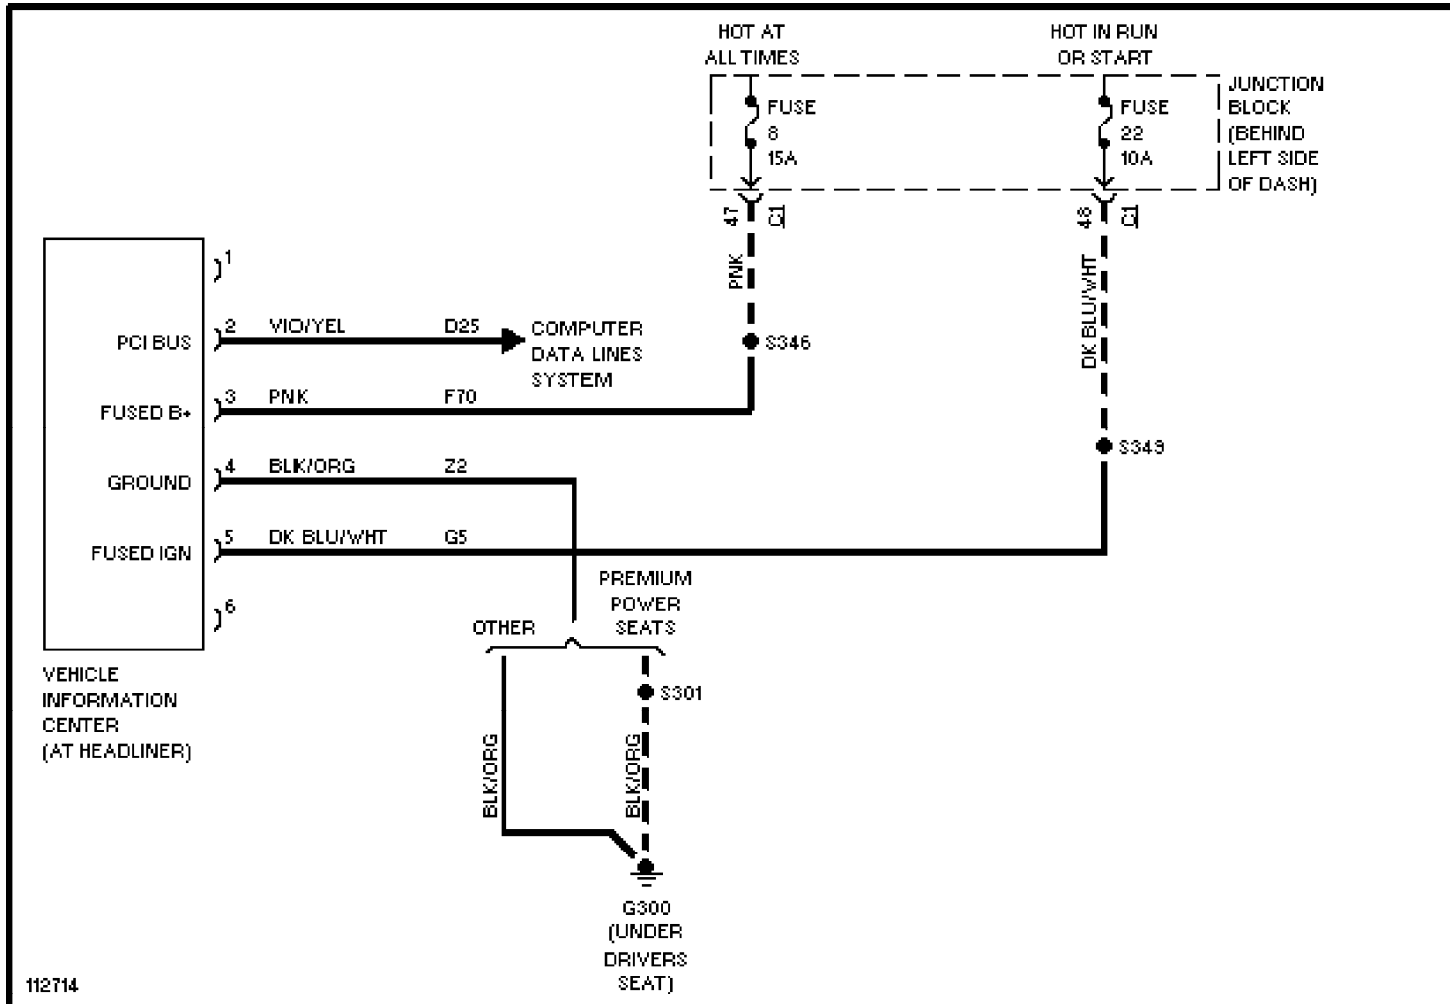 HOT AT
ALL TIMES
HOT IN RUN
OR START
FUSE
8
15A
FUSE
22
10A
JUNCTION
BLOCK
(BEHIND
LEFT SIDE
OF DASH)
47
C1
48
C1
PNK
DK BLU/WHT
S346
S349
1
PCI BUS
2
VIO/YEL
D25
COMPUTER
DATA LINES
SYSTEM
FUSED B+
3
PNK
F70
GROUND
4
BLK/ORG
Z2
FUSED IGN
5
DK BLU/WHT
G5
6
VEHICLE
INFORMATION
CENTER
(AT HEADLINER)
OTHER
PREMIUM
POWER
SEATS
S301
BLK/ORG
BLK/ORG
G300
(UNDER
DRIVERS
SEAT)
112714